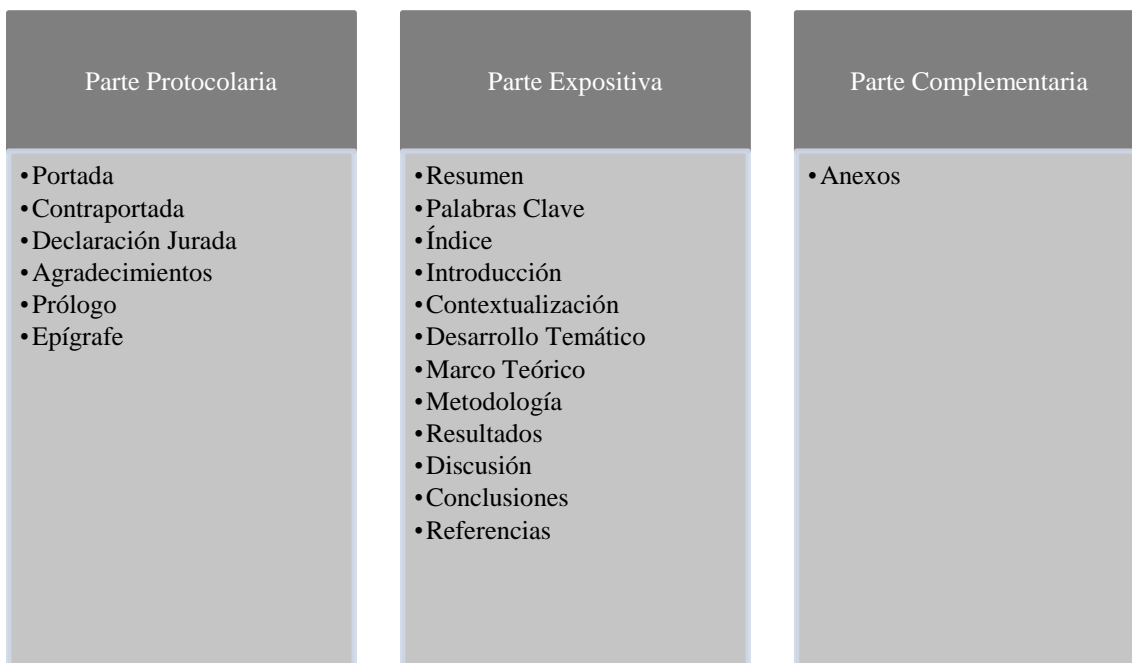 Parte Protocolaria
•Portada
•Contraportada
•Declaración Jurada
•Agradecimientos
•Prólogo
•Epígrafe
Parte Expositiva
•Resumen
•Palabras Clave
•Índice
•Introducción
•Contextualización
•Desarrollo Temático
•Marco Teórico
•Metodología
•Resultados
•Discusión
•Conclusiones
•Referencias
Parte Complementaria
•Anexos